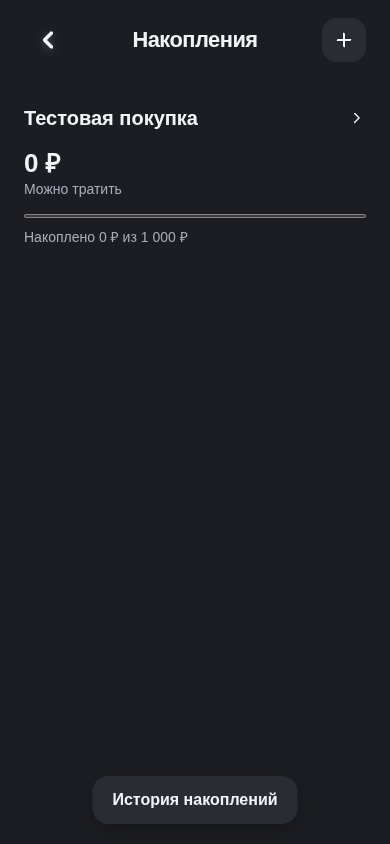 Накопления
Тестовая покупка
0 ₽
Можно тратить
Накоплено 0 ₽ из 1 000 ₽
История накоплений